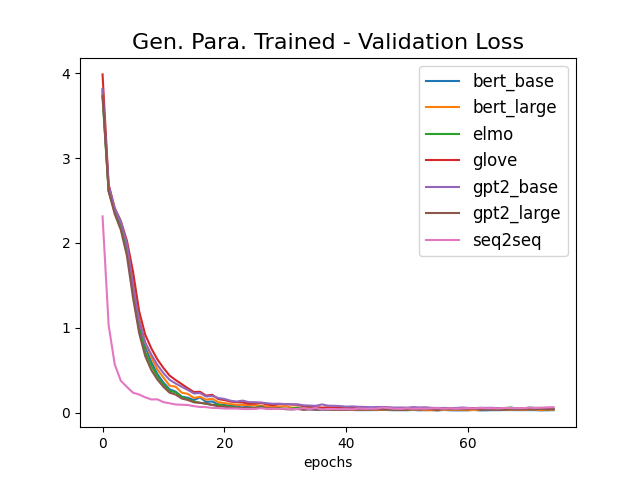 Gen. Para. Trained - Validation Loss
4
3
2
1
0
0
20
40
60
epochs
bert_base
bert_large
elmo
glove
gpt2_base
gpt2_large
seq2seq